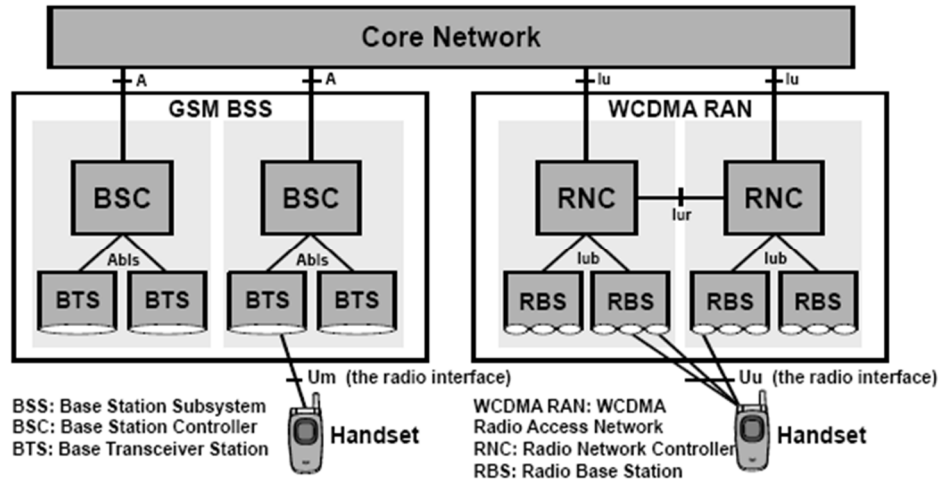 Core Network
A
A
Iu
Iu
GSM BSS
WCDMA RAN
BSC
BSC
RNC
RNC
Iur
Abis
Abis
Iub
Iub
BTS
BTS
BTS
BTS
RBS
RBS
RBS
RBS
Um (the radio interface)
Uu (the radio interface)
BSS: Base Station Subsystem
BSC: Base Station Controller
BTS: Base Transceiver Station
Handset
WCDMA RAN: WCDMA
Radio Access Network
RNC: Radio Network Controller
RBS: Radio Base Station
Handset